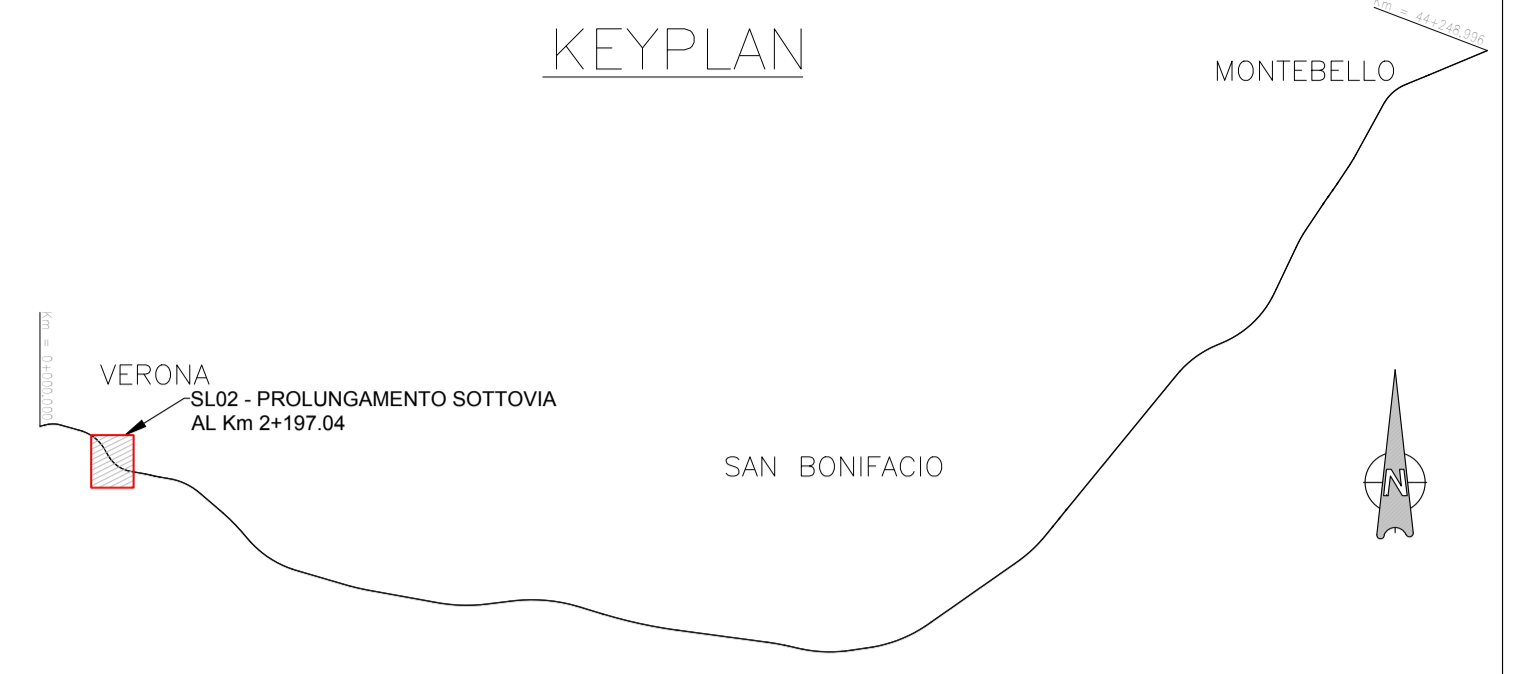 KEYPLAN
Km = 44+248.996
MONTEBELLO
Km = 0+000.000
VERONA
SL02 - PROLUNGAMENTO SOTTOVIA
AL Km 2+197.04
SAN BONIFACIO
N